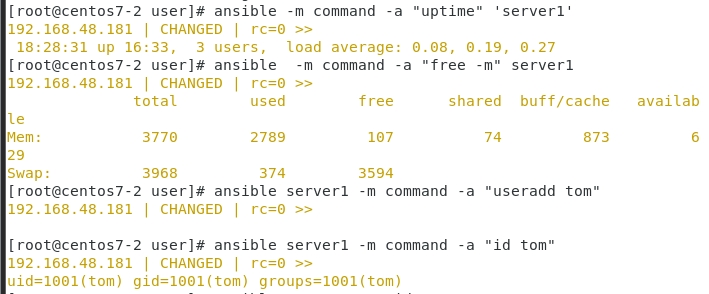 [root@centos7-2 user]# ansible -m command -a "uptime" 'server1'
192.168.48.181 | CHANGED | rc=0 >>
 18:28:31 up 16:33,  3 users,  load average: 0.08, 0.19, 0.27
[root@centos7-2 user]# ansible  -m command -a "free -m" server1
192.168.48.181 | CHANGED | rc=0 >>
              total        used        free      shared  buff/cache   availab
le
Mem:           3770        2789         107          74         873         6
29
Swap:          3968         374        3594
[root@centos7-2 user]# ansible server1 -m command -a "useradd tom"
192.168.48.181 | CHANGED | rc=0 >>
[root@centos7-2 user]# ansible server1 -m command -a "id tom"
192.168.48.181 | CHANGED | rc=0 >>
uid=1001(tom) gid=1001(tom) groups=1001(tom)